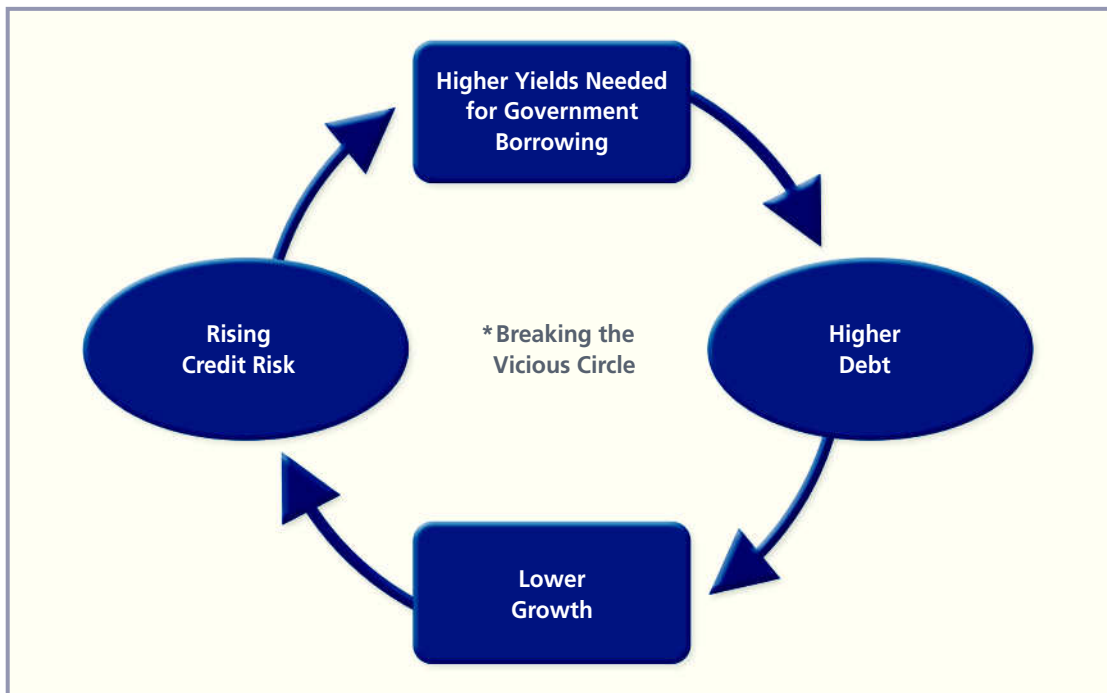 Higher Yields Needed
for Government
Borrowing
Rising
Credit Risk
*Breaking the
Vicious Circle
Higher
Debt
Lower
Growth